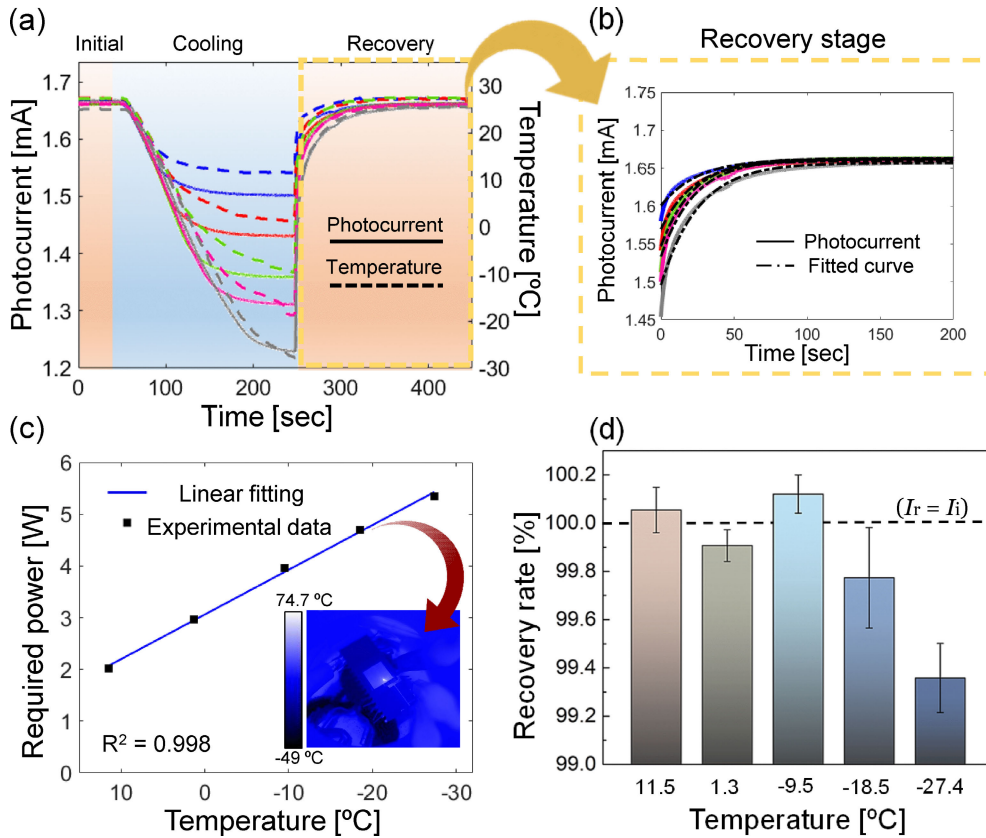 (a)
Initial Cooling Recovery
Photocurrent [mA]
1.7
1.6
1.5
1.4
1.3
1.2
30
20
10
0
-10
-20
-30
Temperature [ºC]
Photocurrent
Temperature
0 100 200 300 400
Time [sec]
(b)
Recovery stage
Photocurrent [mA]
1.75
1.7
1.65
1.6
1.55
1.5
1.45
Photocurrent
Fitted curve
0 50 100 150 200
Time [sec]
(c)
Required power [W]
6
5
4
3
2
1
0
Linear fitting
Experimental data
74.7 ºC
-49 ºC
R² = 0.998
10 0 -10 -20 -30
Temperature [ºC]
(d)
Recovery rate [%]
100.2
100.0
99.8
99.6
99.4
99.2
99.0
(Ir = Ii)
11.5 1.3 -9.5 -18.5 -27.4
Temperature [ºC]